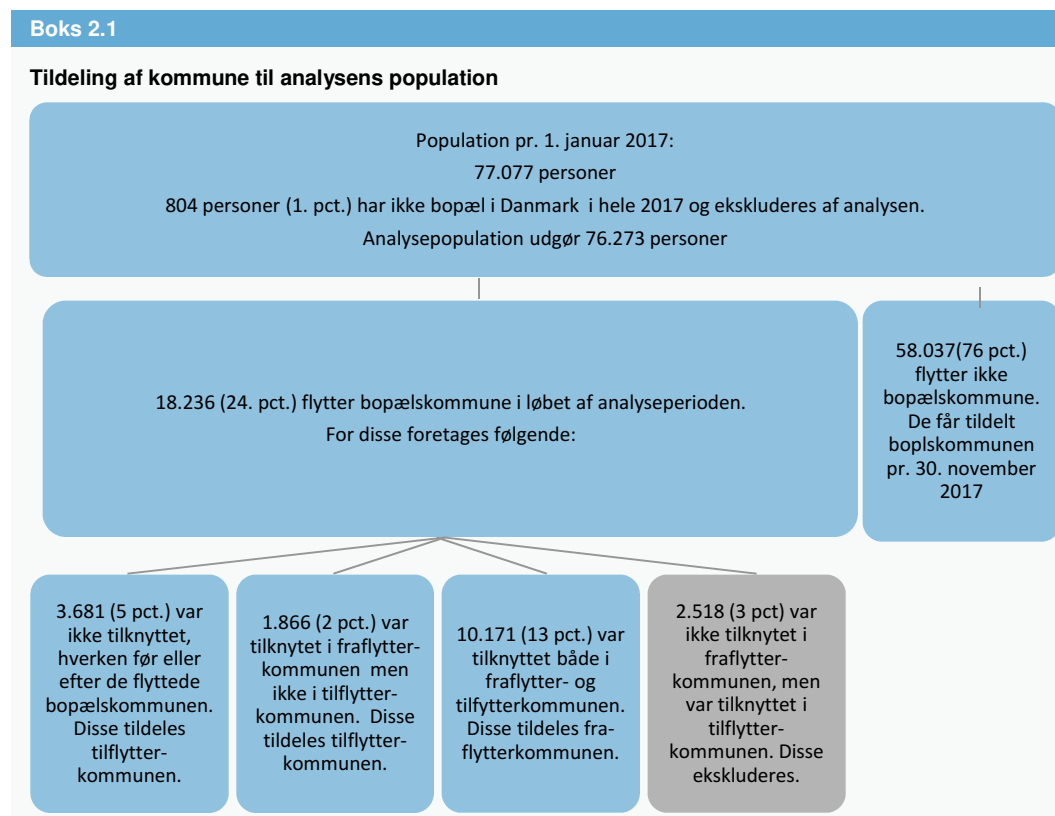 Boks 2.1
Tildeling af kommune til analysens population
Population pr. 1. januar 2017:
77.077 personer
804 personer (1. pct.) har ikke bopæl i Danmark i hele 2017 og ekskluderes af analysen.
Analysepopulation udgør 76.273 personer
18.236 (24. pct.) flytter bopælskommune i løbet af analyseperioden.
For disse foretages følgende:
58.037(76 pct.)
flytter ikke
bopælskommune.
De får tildelt
boplskommunen
pr. 30. november
2017
3.681 (5 pct.) var
ikke tilknyttet,
hverken før eller
efter de flyttede
bopælskommunen.
Disse tildeles
tilflytter-
kommunen.
1.866 (2 pct.) var
tilknytet i fraflytter-
kommunen men
ikke i tilflytter-
kommunen. Disse
tildeles tilflytter-
kommunen.
10.171 (13 pct.) var
tilknyttet både i
fraflytter- og
tilfytterkommunen.
Disse tildeles fra-
flytterkommunen.
2.518 (3 pct) var
ikke tilknytet i
fraflytter-
kommunen, men
var tilknyttet i
tilflytter-
kommunen. Disse
ekskluderes.